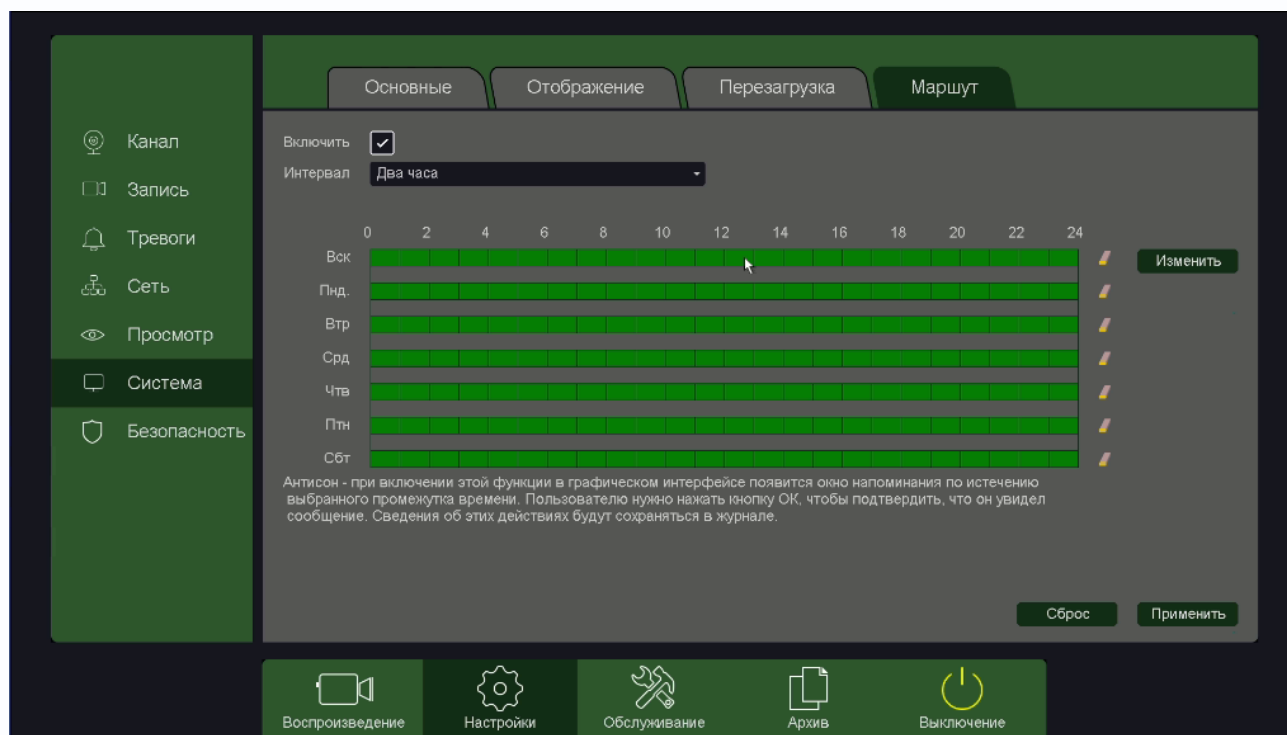 Основные Отображение Перезагрузка Маршут
Канал
Запись
Тревоги
Сеть
Просмотр
Система
Безопасность
Включить
Интервал Два часа
0 2 4 6 8 10 12 14 16 18 20 22 24
Вск
Изменить
Пнд.
Втр
Срд
Чтв
Птн
Сбт
Антисон - при включении этой функции в графическом интерфейсе появится окно напоминания по истечению
выбранного промежутка времени. Пользователю нужно нажать кнопку ОК, чтобы подтвердить, что он увидел
сообщение. Сведения об этих действиях будут сохраняться в журнале.
Сброс Применить
Воспроизведение Настройки Обслуживание Архив Выключение